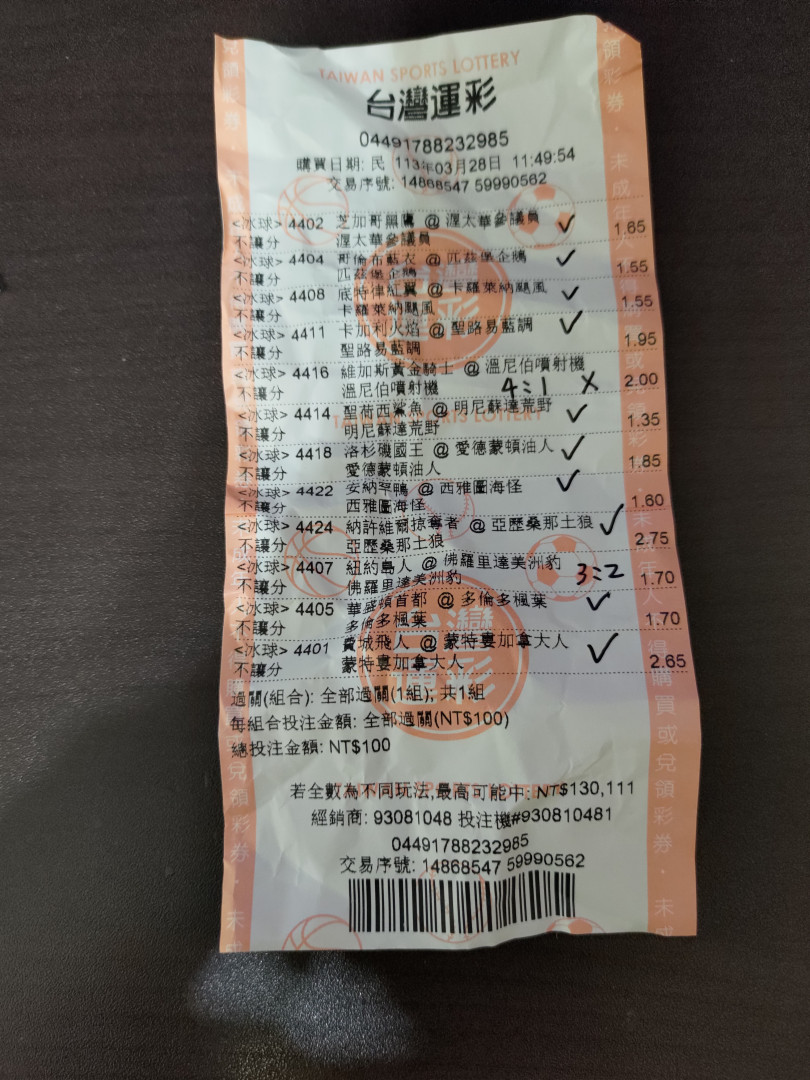 TAIWAN SPORTS LOTTERY
台灣運彩
04491788232985
購買日期: 民 113年03月28日 11:49:54
交易序號: 14868547 59990562
<冰球> 4402 芝加哥黑鷹 @ 渥太華參議員 ✓
不讓分 渥太華參議員 1.65
<冰球> 4404 哥倫布藍衣 @ 匹茲堡企鵝 ✓
不讓分 匹茲堡企鵝 1.55
<冰球> 4408 底特律紅翼 @ 卡羅萊納颶風 ✓
不讓分 卡羅萊納颶風 1.55
<冰球> 4411 卡加利火焰 @ 聖路易藍調 ✓
不讓分 聖路易藍調 1.95
<冰球> 4416 維加斯黃金騎士 @ 溫尼伯噴射機
不讓分 溫尼伯噴射機 4:1 X 2.00
<冰球> 4414 聖荷西鯊魚 @ 明尼蘇達荒野 ✓
不讓分 明尼蘇達荒野 1.35
<冰球> 4418 洛杉磯國王 @ 愛德蒙頓油人 ✓
不讓分 愛德蒙頓油人 1.85
<冰球> 4422 安納罕鴨 @ 西雅圖海怪 ✓
不讓分 西雅圖海怪 1.60
<冰球> 4424 納許維爾掠奪者 @ 亞歷桑那土狼 ✓
不讓分 亞歷桑那土狼 2.75
<冰球> 4407 紐約島人 @ 佛羅里達美洲豹 3:2
不讓分 佛羅里達美洲豹 1.70
<冰球> 4405 華盛頓首都 @ 多倫多楓葉 ✓
不讓分 多倫多楓葉 1.70
<冰球> 4401 費城飛人 @ 蒙特婁加拿大人 ✓
不讓分 蒙特婁加拿大人 2.65
過關(組合): 全部過關(1組); 共1組
每組合投注金額: 全部過關(NT$100)
總投注金額: NT$100
若全數為不同玩法,最高可能中: NT$130,111
經銷商: 93081048 投注機#930810481
04491788232985
交易序號: 14868547 59990562